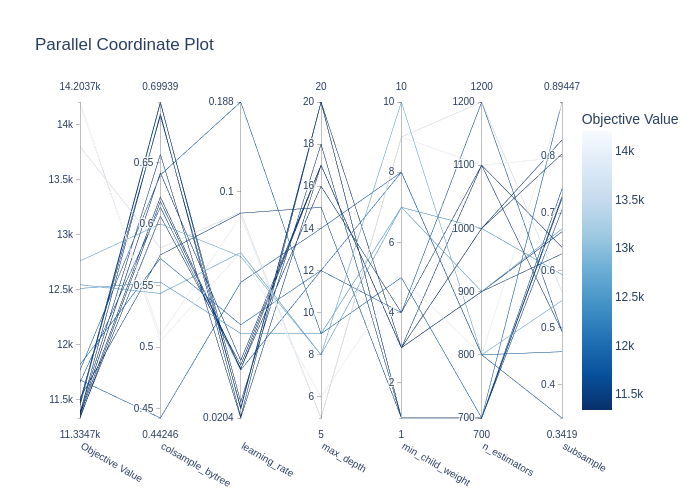 Parallel Coordinate Plot
14.2037k 0.69939 0.188 20 10 1200 0.89447
Objective Value
14k
13.5k
13k
12.5k
12k
11.5k
0.65
0.6
0.55
0.5
0.45
0.1
0.0204
20
18
16
14
12
10
8
6
10
8
6
4
2
1200
1100
1000
900
800
700
0.8
0.7
0.6
0.5
0.4
14k
13.5k
13k
12.5k
12k
11.5k
11.3347k 0.44246 5 1 700 0.3419
Objective Value
colsample_bytree
learning_rate
max_depth
min_child_weight
n_estimators
subsample